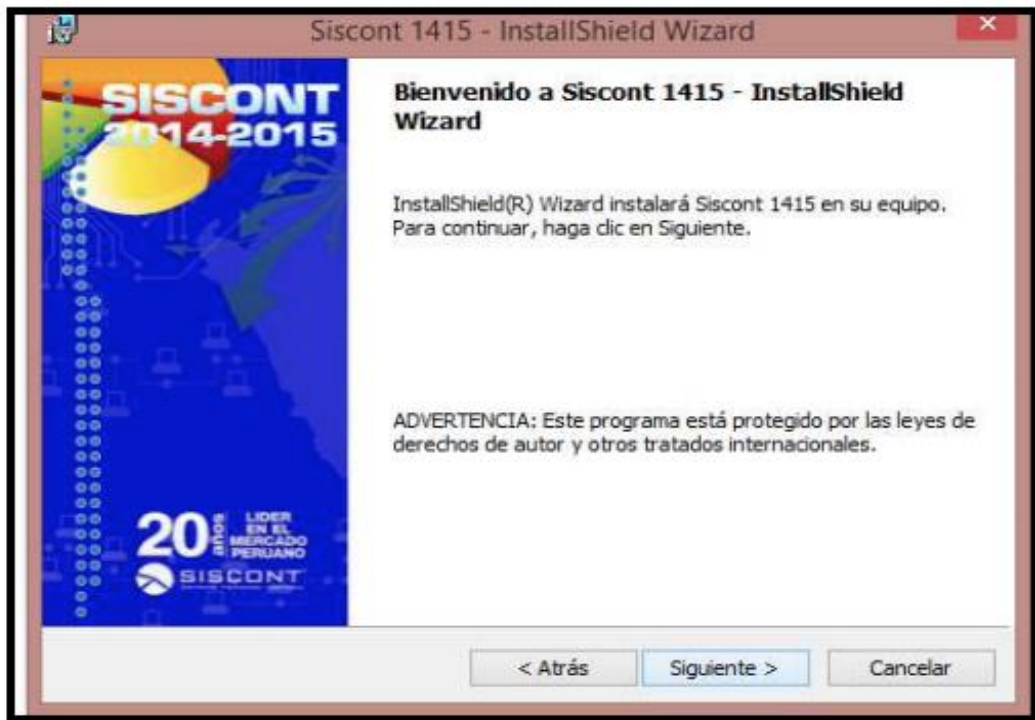 Siscont 1415 - InstallShield Wizard
SISCONT
2014-2015
Bienvenido a Siscont 1415 - InstallShield
Wizard
InstallShield(R) Wizard instalará Siscont 1415 en su equipo.
Para continuar, haga clic en Siguiente.
ADVERTENCIA: Este programa está protegido por las leyes de
derechos de autor y otros tratados internacionales.
20 años
LIDER
EN EL
MERCADO
PERUANO
SISCONT
< Atrás
Siguiente >
Cancelar